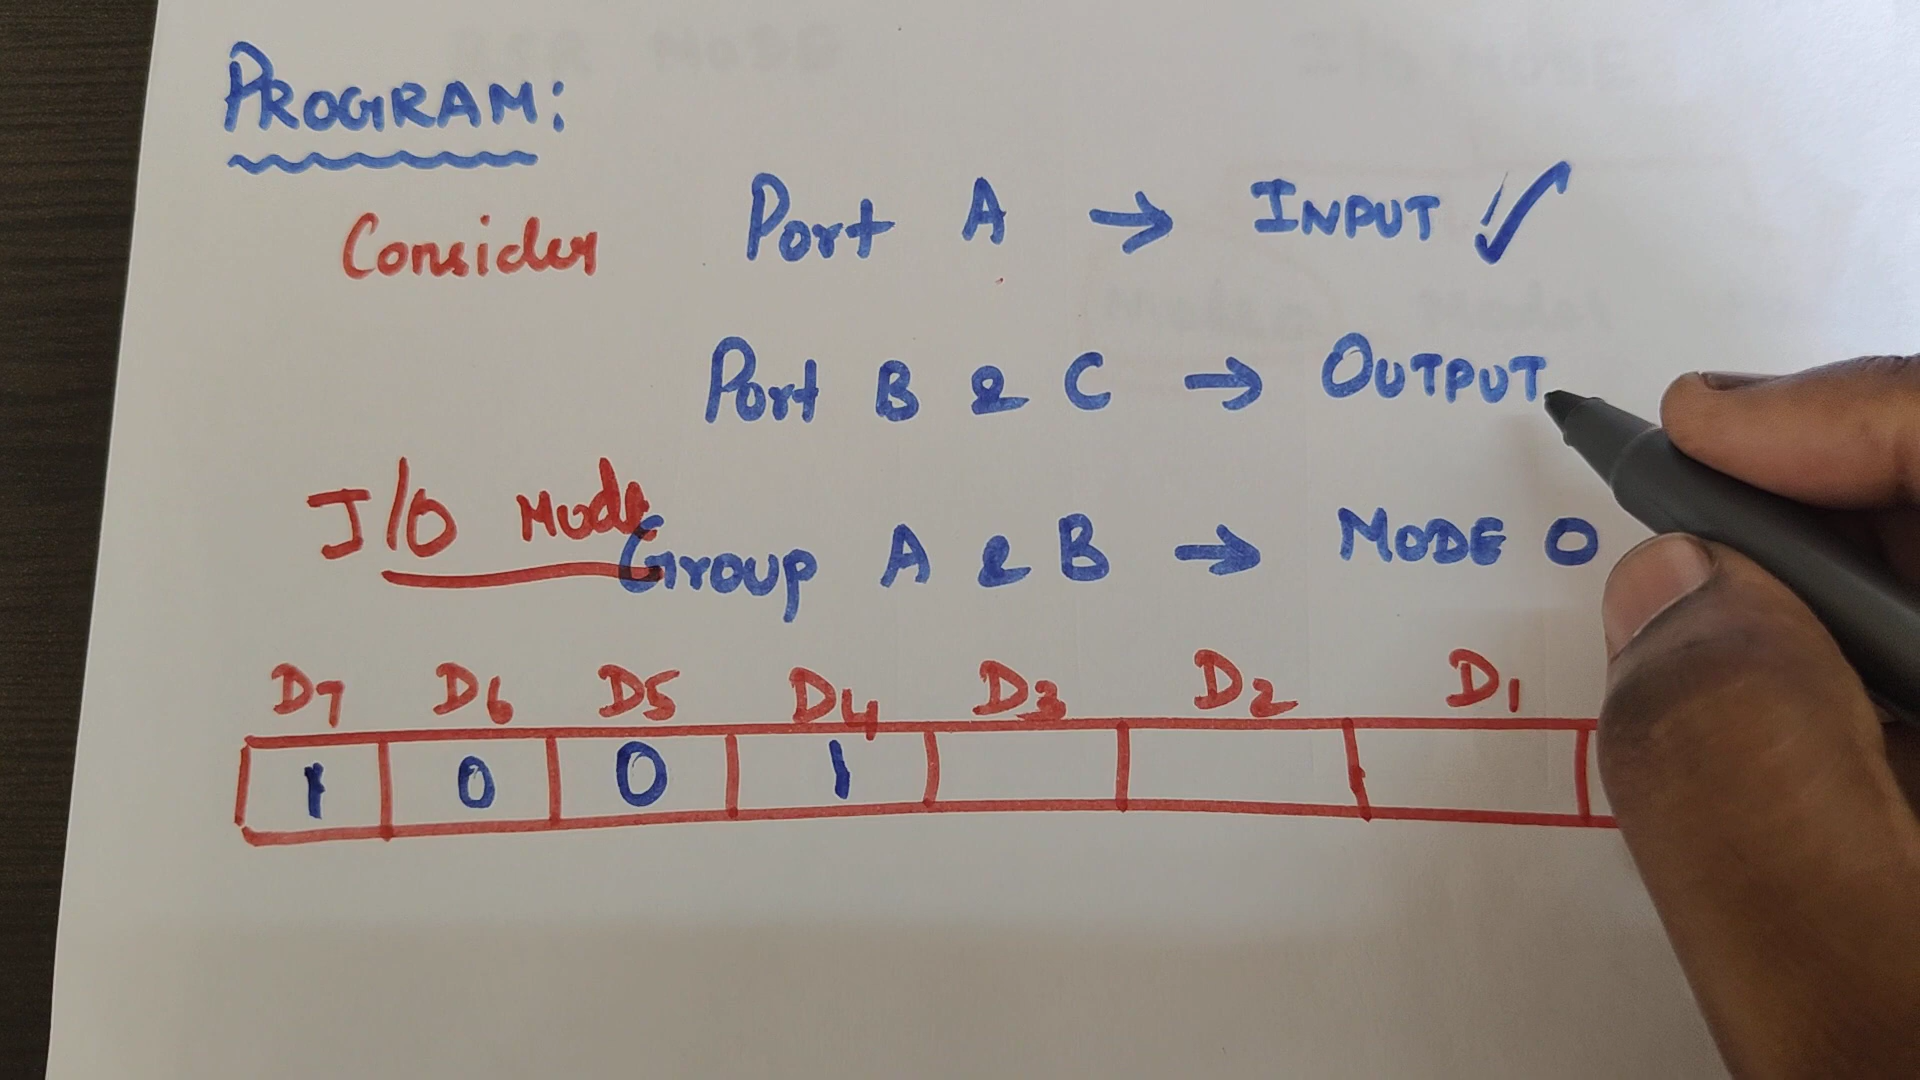 PROGRAM:
Consider Port A → INPUT ✓
Port B & C → OUTPUT
I/O Mode Group A & B → MODE 0
D7 D6 D5 D4 D3 D2 D1
1 0 0 1